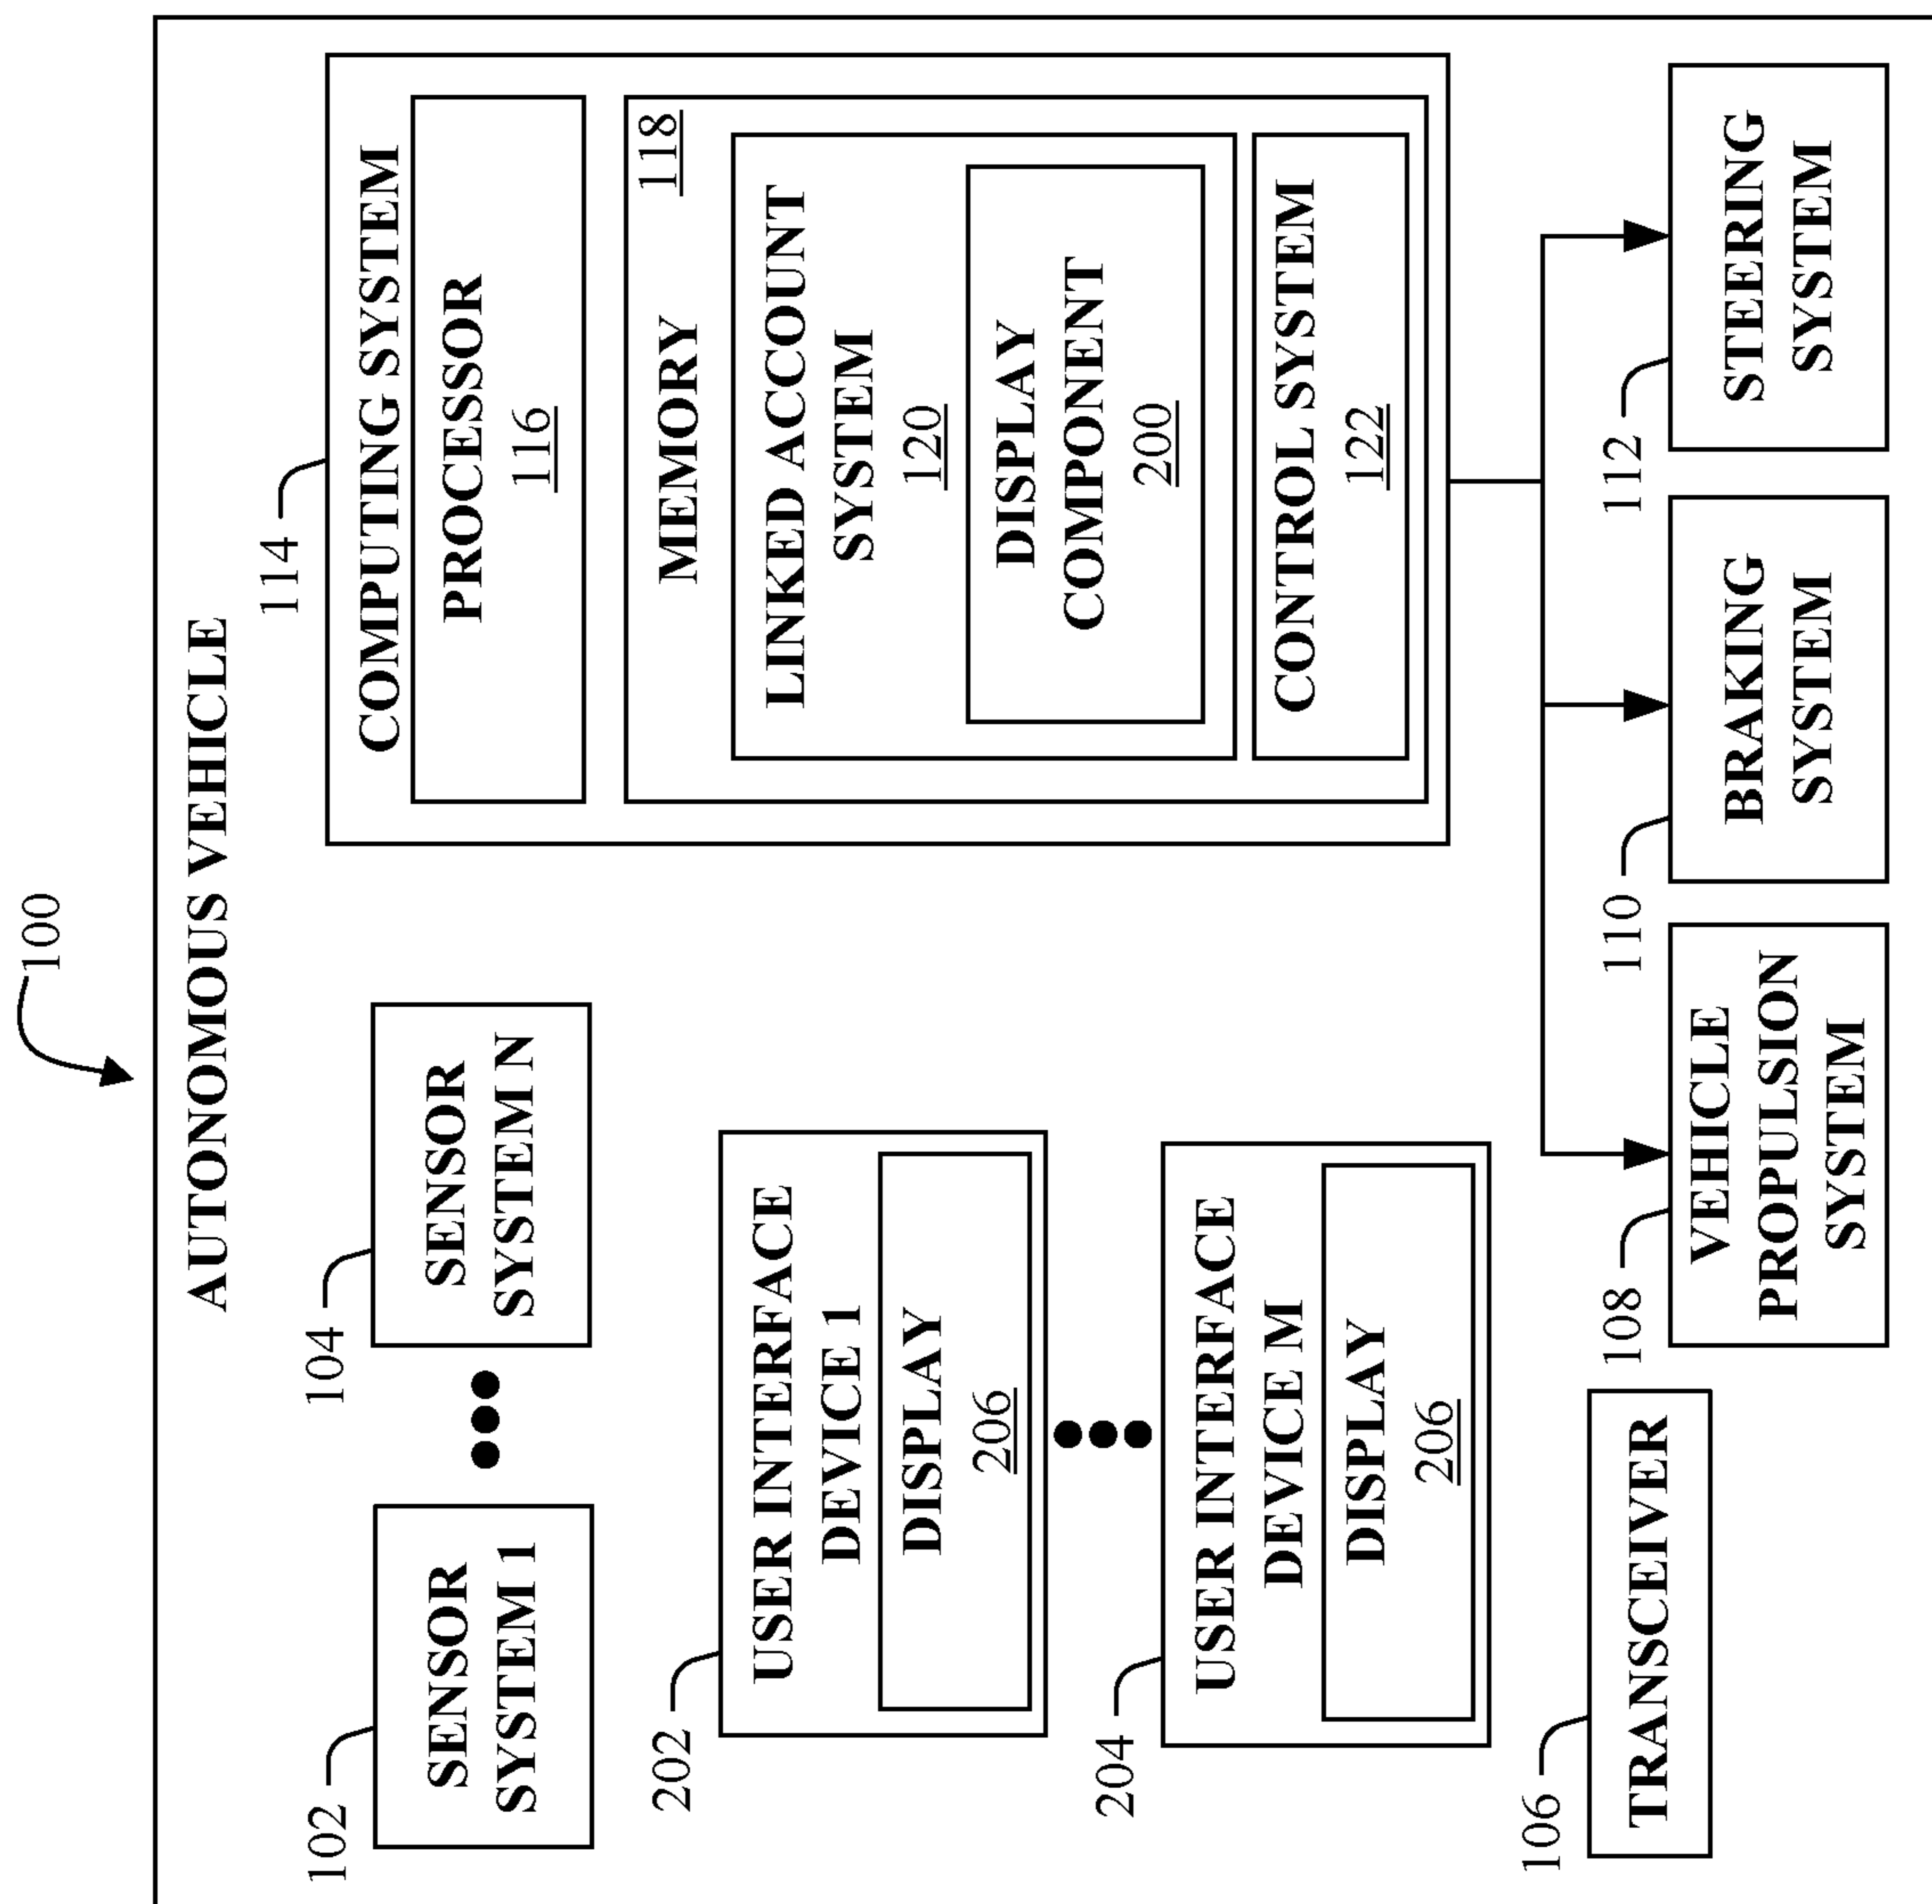 100
AUTONOMOUS VEHICLE
102
SENSOR
SYSTEM 1
104
SENSOR
SYSTEM N
114
COMPUTING SYSTEM
PROCESSOR
116
MEMORY
118
LINKED ACCOUNT
SYSTEM
120
DISPLAY
COMPONENT
200
CONTROL SYSTEM
122
202
USER INTERFACE
DEVICE 1
DISPLAY
206
204
USER INTERFACE
DEVICE M
DISPLAY
206
106
TRANSCEIVER
108
VEHICLE
PROPULSION
SYSTEM
110
BRAKING
SYSTEM
112
STEERING
SYSTEM